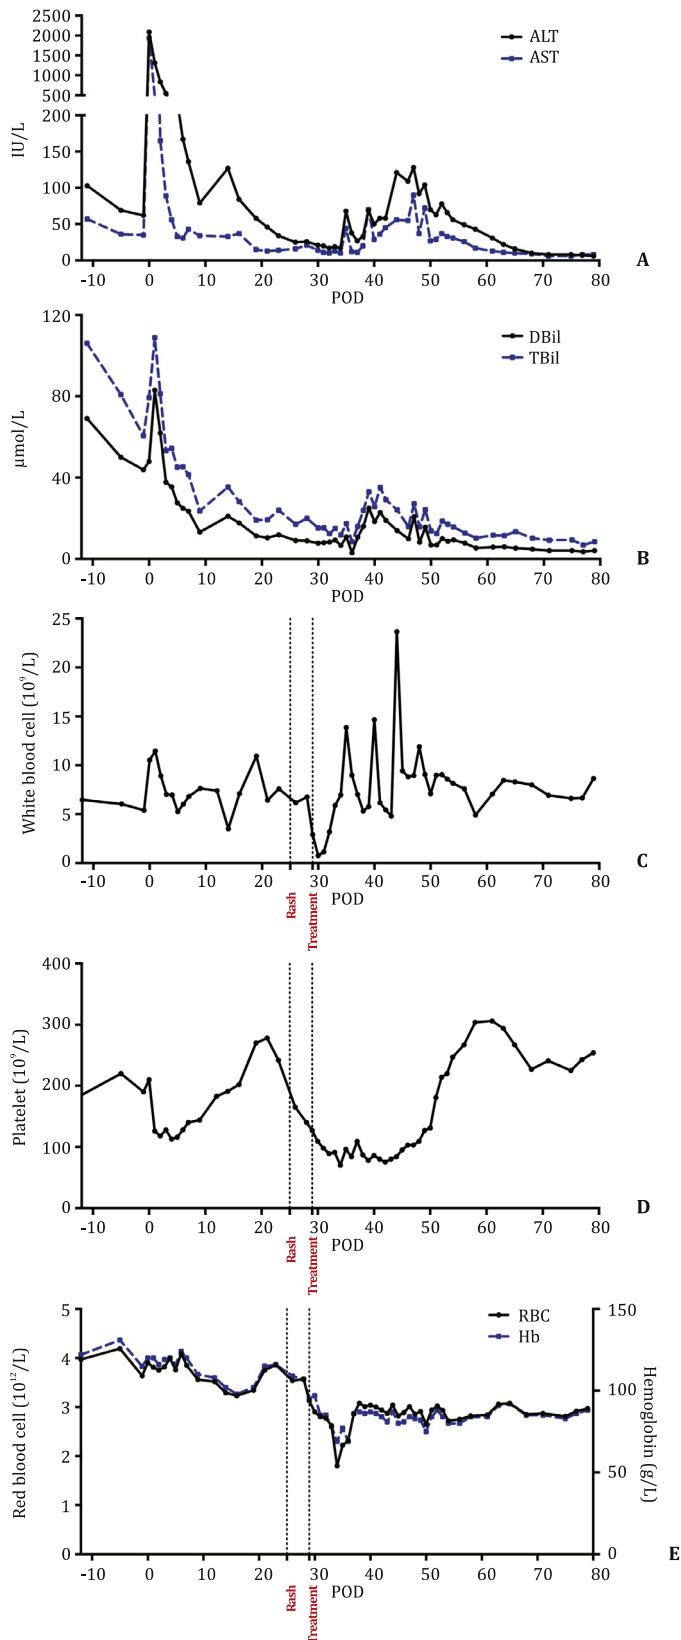 2500
2000
1500
1000
500
200
150
100
50
0
IU/L
ALT
AST
-10 0 10 20 30 40 50 60 70 80
POD
A
120
80
40
0
µmol/L
DBil
TBil
-10 0 10 20 30 40 50 60 70 80
POD
B
25
20
15
10
5
0
White blood cell (10⁹/L)
-10 0 10 20 30 40 50 60 70 80
POD
Rash
Treatment
C
400
300
200
100
0
Platelet (10⁹/L)
-10 0 10 20 30 40 50 60 70 80
POD
Rash
Treatment
D
5
4
3
2
1
0
Red blood cell (10¹²/L)
RBC
Hb
150
100
50
0
Hemoglobin (g/L)
-10 0 10 20 30 40 50 60 70 80
POD
Rash
Treatment
E